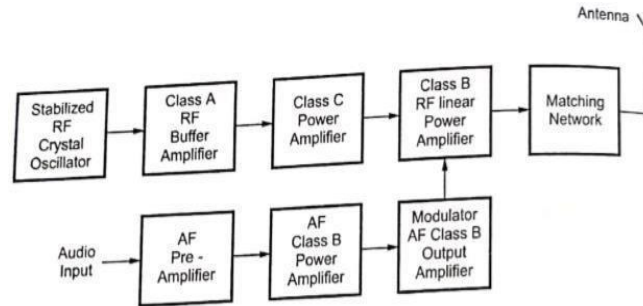 Antenna
Stabilized
RF
Crystal
Oscillator
Class A
RF
Buffer
Amplifier
Class C
Power
Amplifier
Class B
RF linear
Power
Amplifier
Matching
Network
Audio
Input
AF
Pre -
Amplifier
AF
Class B
Power
Amplifier
Modulator
AF Class B
Output
Amplifier